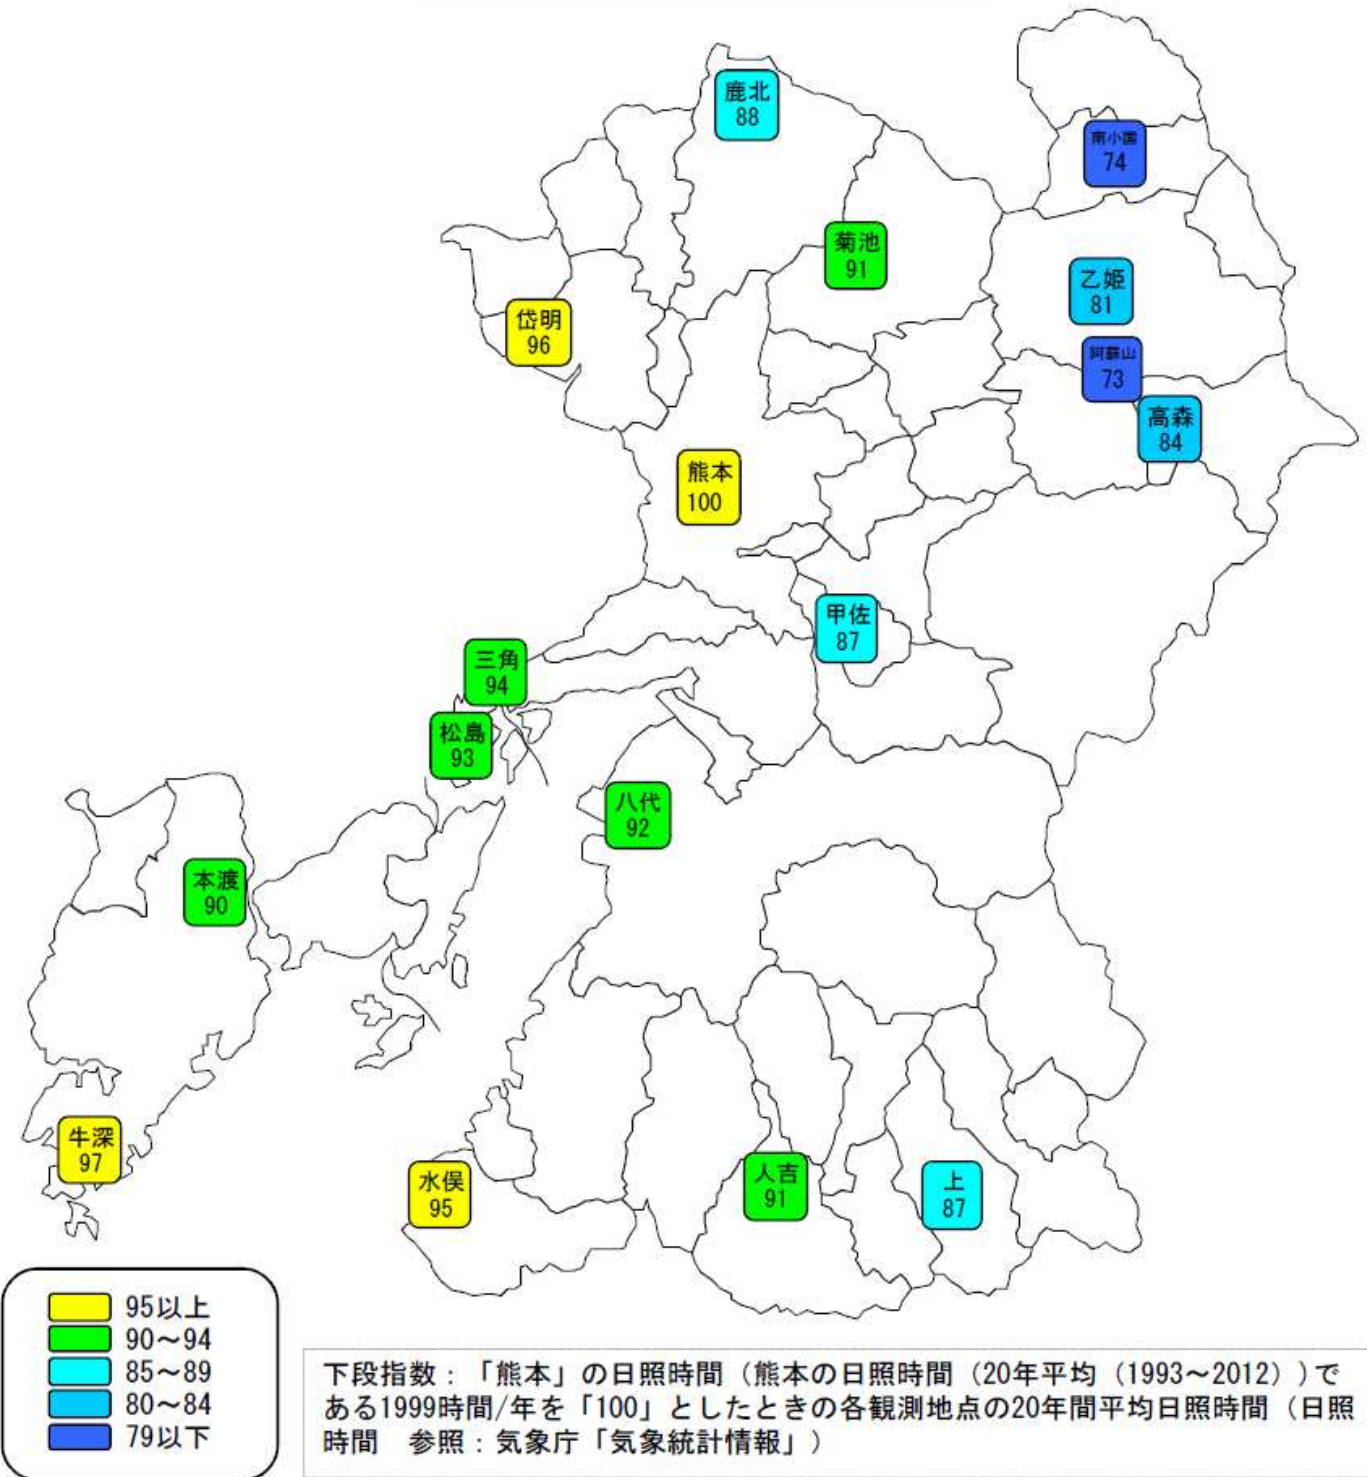 鹿北
88
南小国
74
菊池
91
乙姫
81
岱明
96
阿蘇山
73
高森
84
熊本
100
甲佐
87
三角
94
松島
93
八代
92
本渡
90
牛深
97
水俣
95
人吉
91
上
87
95以上
90～94
85～89
80～84
79以下
下段指数：「熊本」の日照時間（熊本の日照時間（20年平均（1993～2012））で
ある1999時間/年を「100」としたときの各観測地点の20年間平均日照時間（日照
時間　参照：気象庁「気象統計情報」）